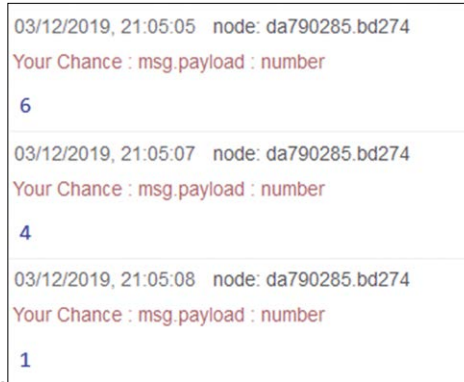 03/12/2019, 21:05:05 node: da790285.bd274
Your Chance : msg.payload : number
6
03/12/2019, 21:05:07 node: da790285.bd274
Your Chance : msg.payload : number
4
03/12/2019, 21:05:08 node: da790285.bd274
Your Chance : msg.payload : number
1